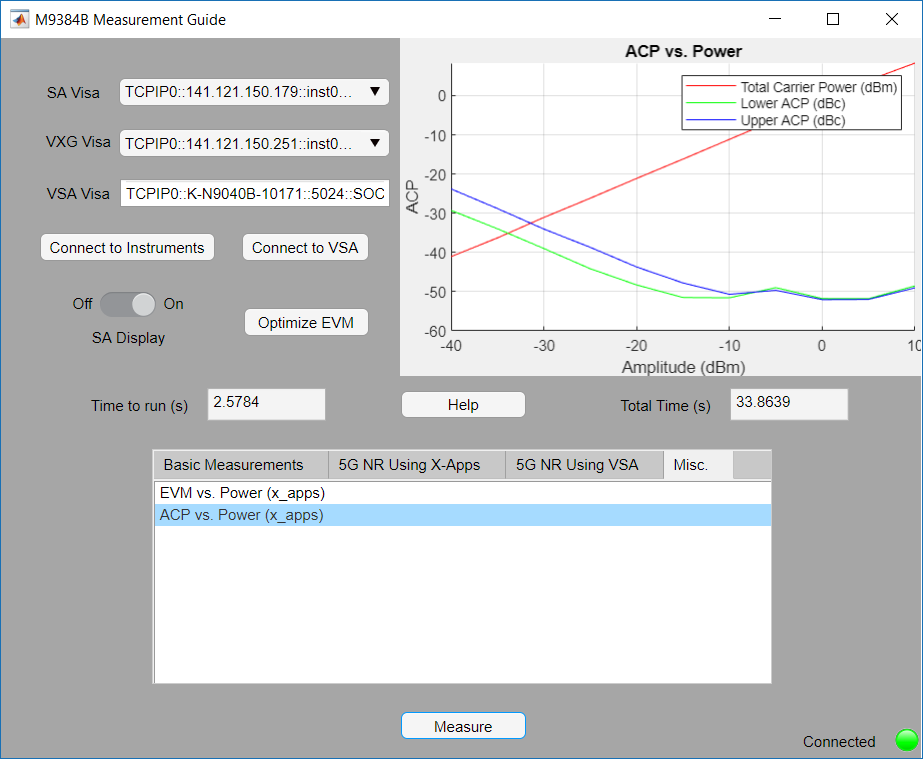 M9384B Measurement Guide
SA Visa
TCPIP0::141.121.150.179::inst0...
VXG Visa
TCPIP0::141.121.150.251::inst0...
VSA Visa
TCPIP0::K-N9040B-10171::5024::SOC
Connect to Instruments
Connect to VSA
Off
On
SA Display
Optimize EVM
ACP vs. Power
Total Carrier Power (dBm)
Lower ACP (dBc)
Upper ACP (dBc)
ACP
0
-10
-20
-30
-40
-50
-60
-40 -30 -20 -10 0 10
Amplitude (dBm)
Time to run (s)
2.5784
Help
Total Time (s)
33.8639
Basic Measurements
5G NR Using X-Apps
5G NR Using VSA
Misc.
EVM vs. Power (x_apps)
ACP vs. Power (x_apps)
Measure
Connected